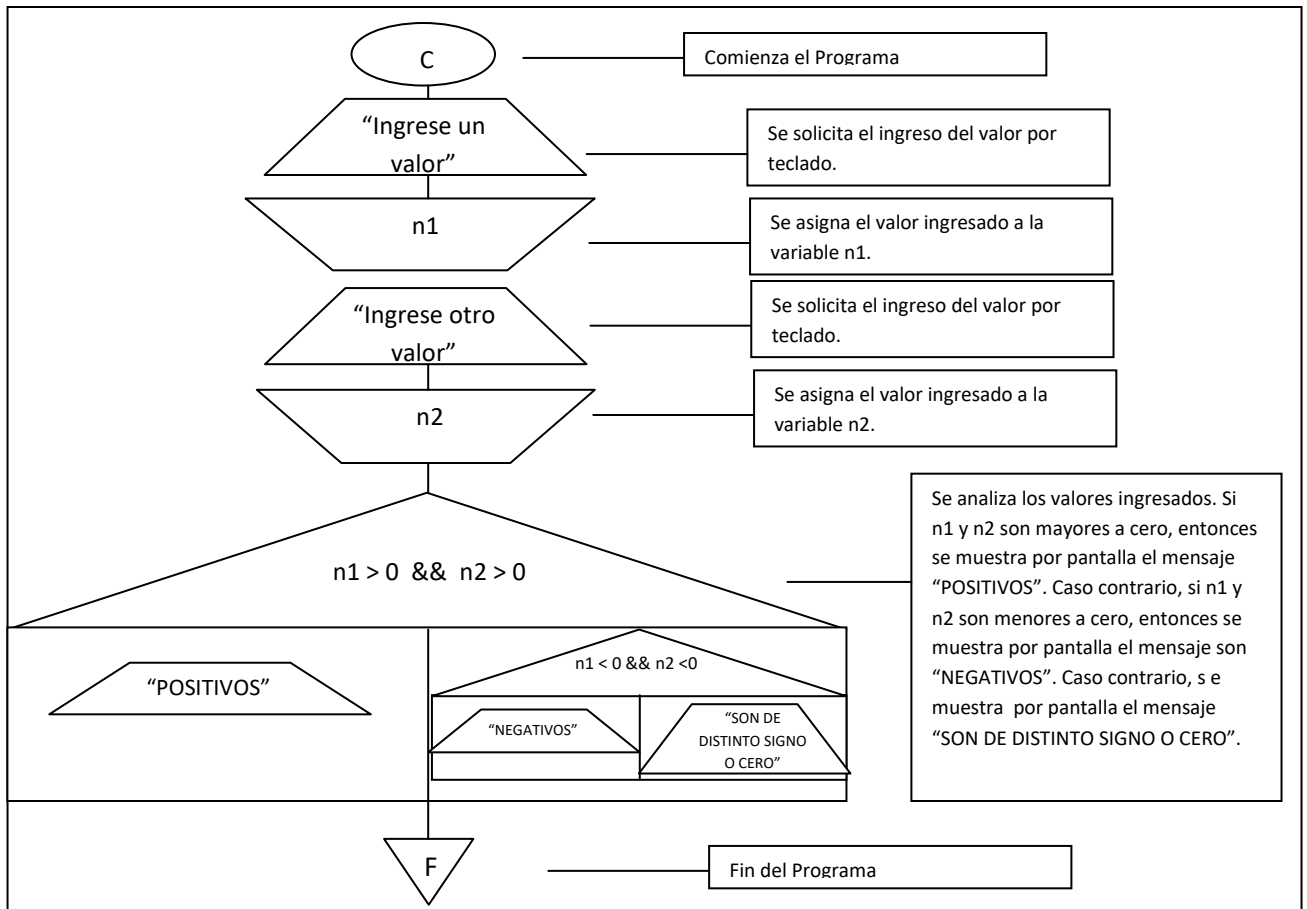 C
Comienza el Programa
“Ingrese un
valor”
Se solicita el ingreso del valor por
teclado.
n1
Se asigna el valor ingresado a la
variable n1.
“Ingrese otro
valor”
Se solicita el ingreso del valor por
teclado.
n2
Se asigna el valor ingresado a la
variable n2.
n1 > 0 && n2 > 0
Se analiza los valores ingresados. Si
n1 y n2 son mayores a cero, entonces
se muestra por pantalla el mensaje
“POSITIVOS”. Caso contrario, si n1 y
n2 son menores a cero, entonces se
muestra por pantalla el mensaje son
“NEGATIVOS”. Caso contrario, s e
muestra por pantalla el mensaje
“SON DE DISTINTO SIGNO O CERO”.
“POSITIVOS”
n1 < 0 && n2 <0
“NEGATIVOS”
“SON DE
DISTINTO SIGNO
O CERO”
F
Fin del Programa